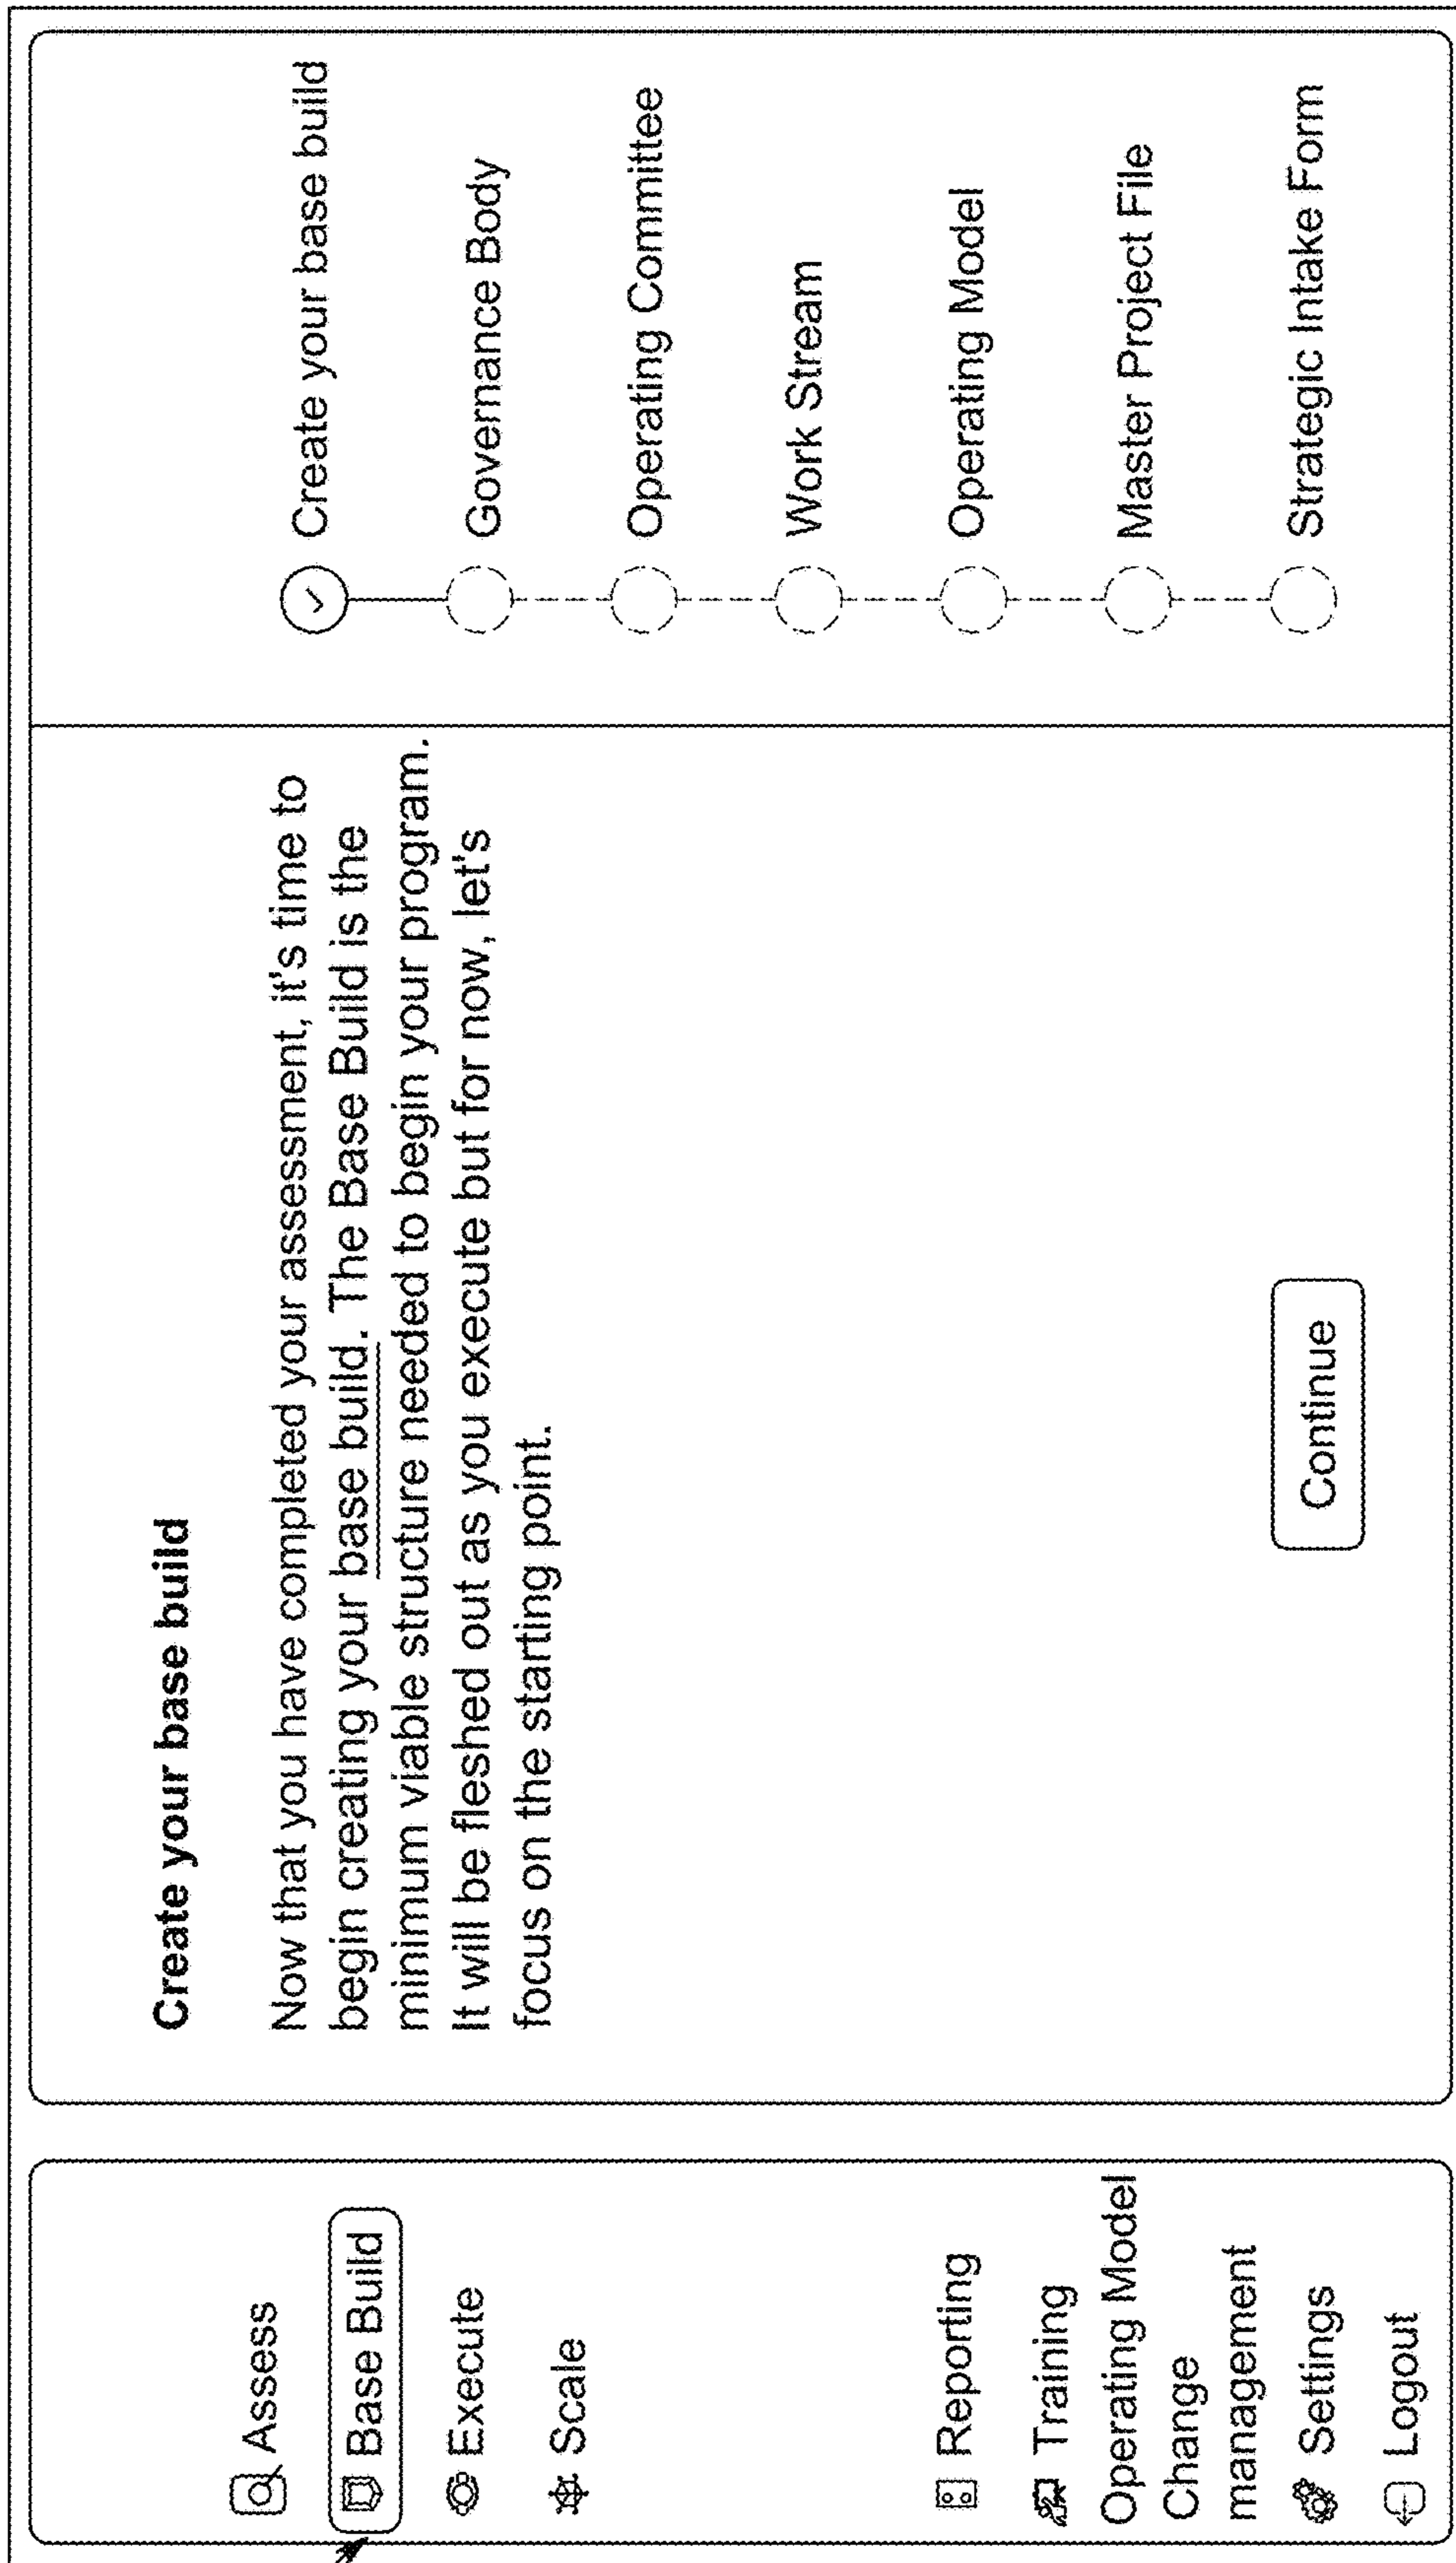 Assess
Base Build
Execute
Scale
Reporting
Training
Operating Model
Change
management
Settings
Logout
Create your base build
Now that you have completed your assessment, it's time to
begin creating your base build. The Base Build is the
minimum viable structure needed to begin your program.
It will be fleshed out as you execute but for now, let's
focus on the starting point.
Continue
Create your base build
Governance Body
Operating Committee
Work Stream
Operating Model
Master Project File
Strategic Intake Form